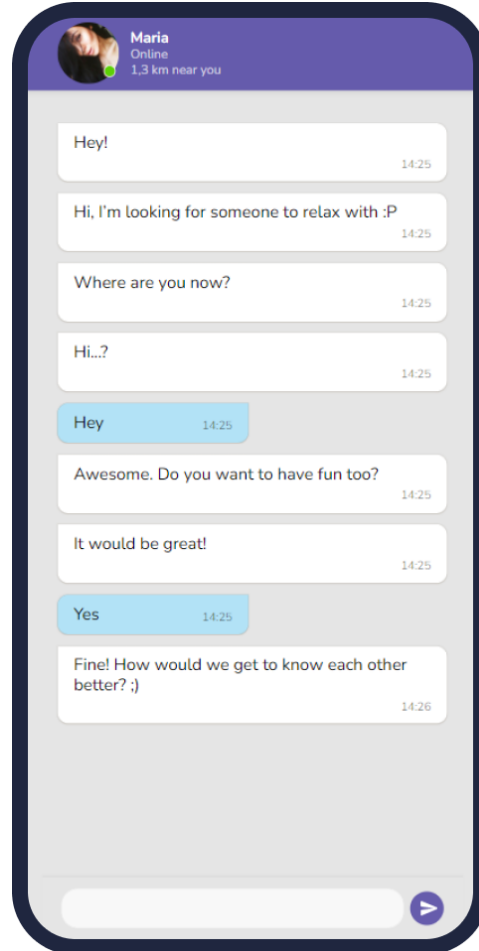 Maria
Online
1,3 km near you
Hey!
14:25
Hi, I'm looking for someone to relax with :P
14:25
Where are you now?
14:25
Hi...?
14:25
Hey 14:25
Awesome. Do you want to have fun too?
14:25
It would be great!
14:25
Yes 14:25
Fine! How would we get to know each other
better? ;)
14:26